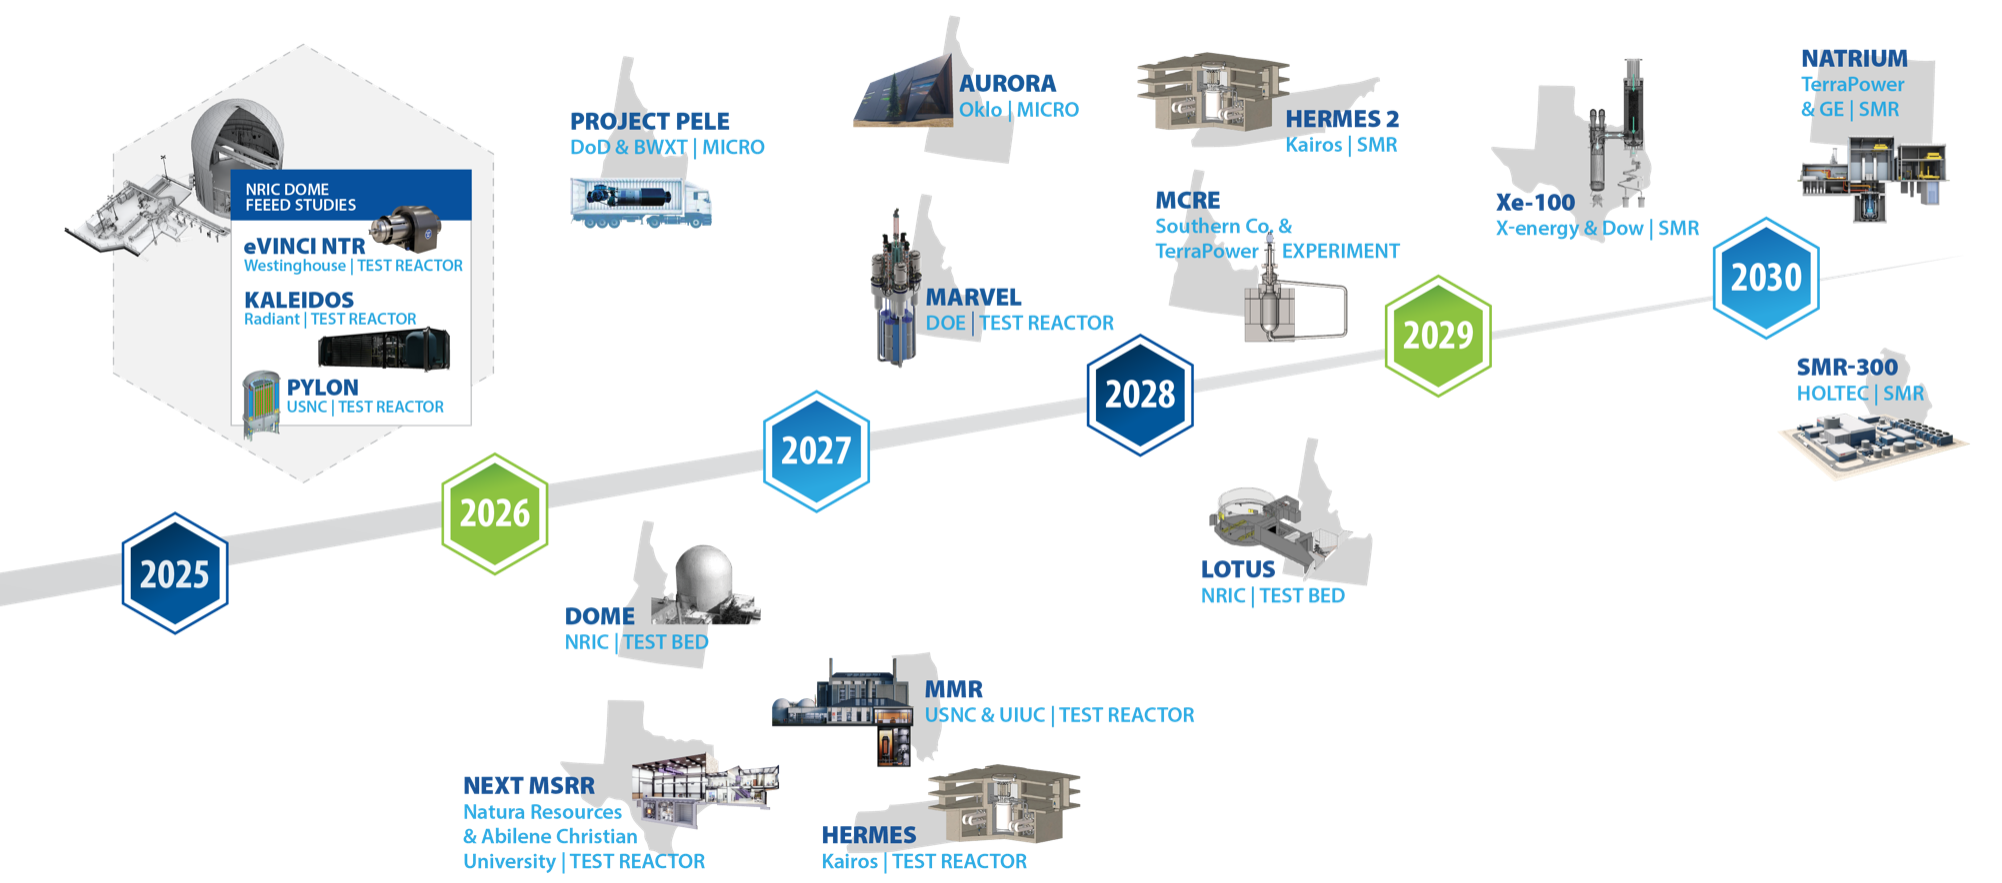 NRIC DOME
FEEED STUDIES
eVINCI NTR
Westinghouse | TEST REACTOR
KALEIDOS
Radiant | TEST REACTOR
PYLON
USNC | TEST REACTOR
PROJECT PELE
DoD & BWXT | MICRO
AURORA
Oklo | MICRO
MARVEL
DOE | TEST REACTOR
HERMES 2
Kairos | SMR
MCRE
Southern Co. &
TerraPower | EXPERIMENT
Xe-100
X-energy & Dow | SMR
NATRIUM
TerraPower
& GE | SMR
2025
2026
2027
2028
2029
2030
SMR-300
HOLTEC | SMR
LOTUS
NRIC | TEST BED
DOME
NRIC | TEST BED
MMR
USNC & UIUC | TEST REACTOR
NEXT MSRR
Natura Resources
& Abilene Christian
University | TEST REACTOR
HERMES
Kairos | TEST REACTOR